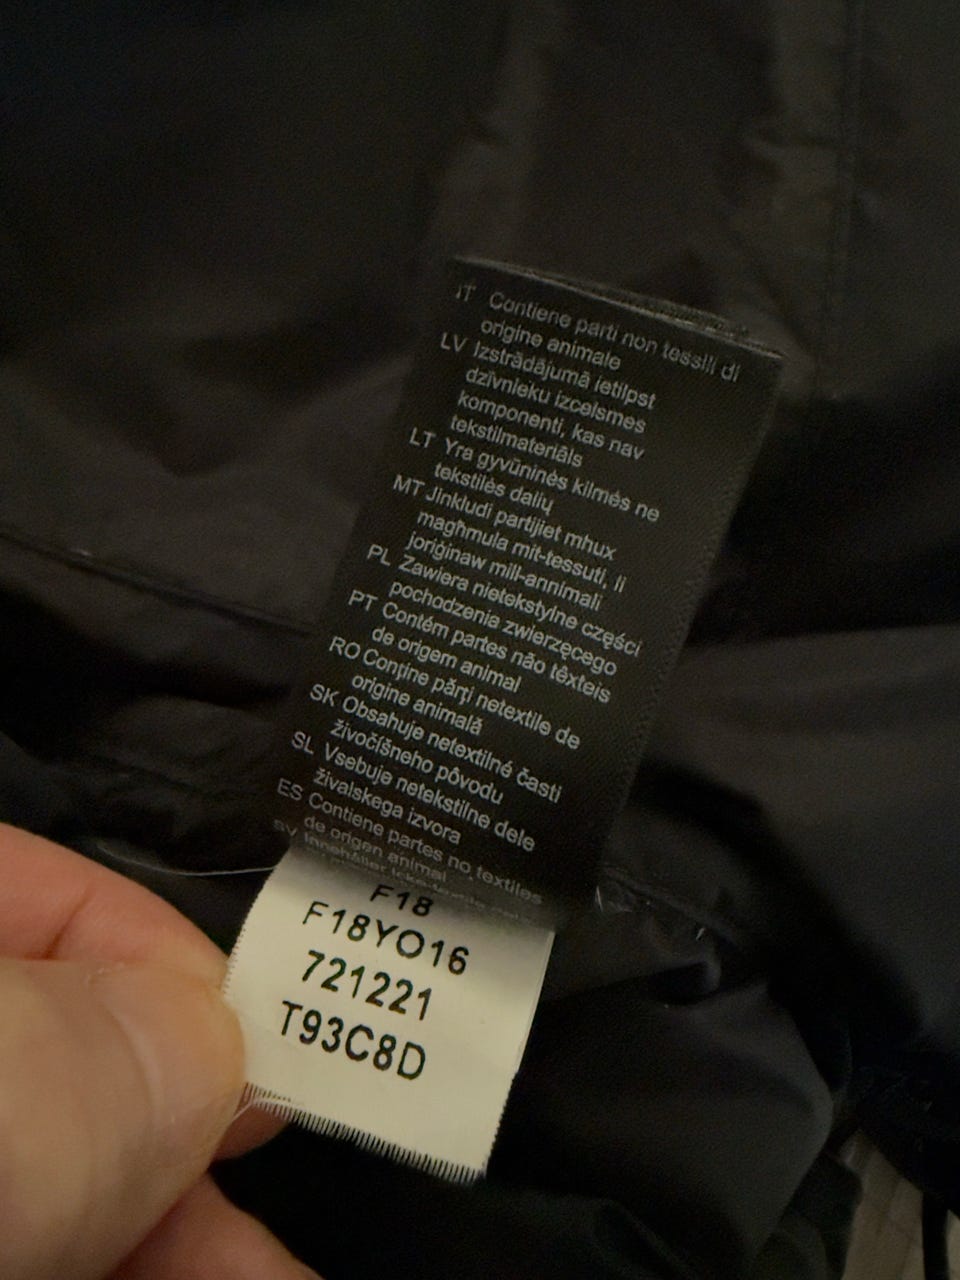 IT Contiene parti non tessili di
origine animale
LV Izstrādājumā ietilpst
dzīvnieku izcelsmes
komponenti, kas nav
tekstilmateriāls
LT Yra gyvūninės kilmės ne
tekstilės dalių
MT Jinkludi partijiet mhux
magħmula mit-tessuti, li
joriġinaw mill-annimali
PL Zawiera nietekstylne części
pochodzenia zwierzęcego
PT Contém partes não têxteis
de origem animal
RO Conţine părţi netextile de
origine animală
SK Obsahuje netextilné časti
živočíšneho pôvodu
SL Vsebuje netekstilne dele
živalskega izvora
ES Contiene partes no textiles
de origen animal
SV Innehåller
F18
F18YO16
721221
T93C8D